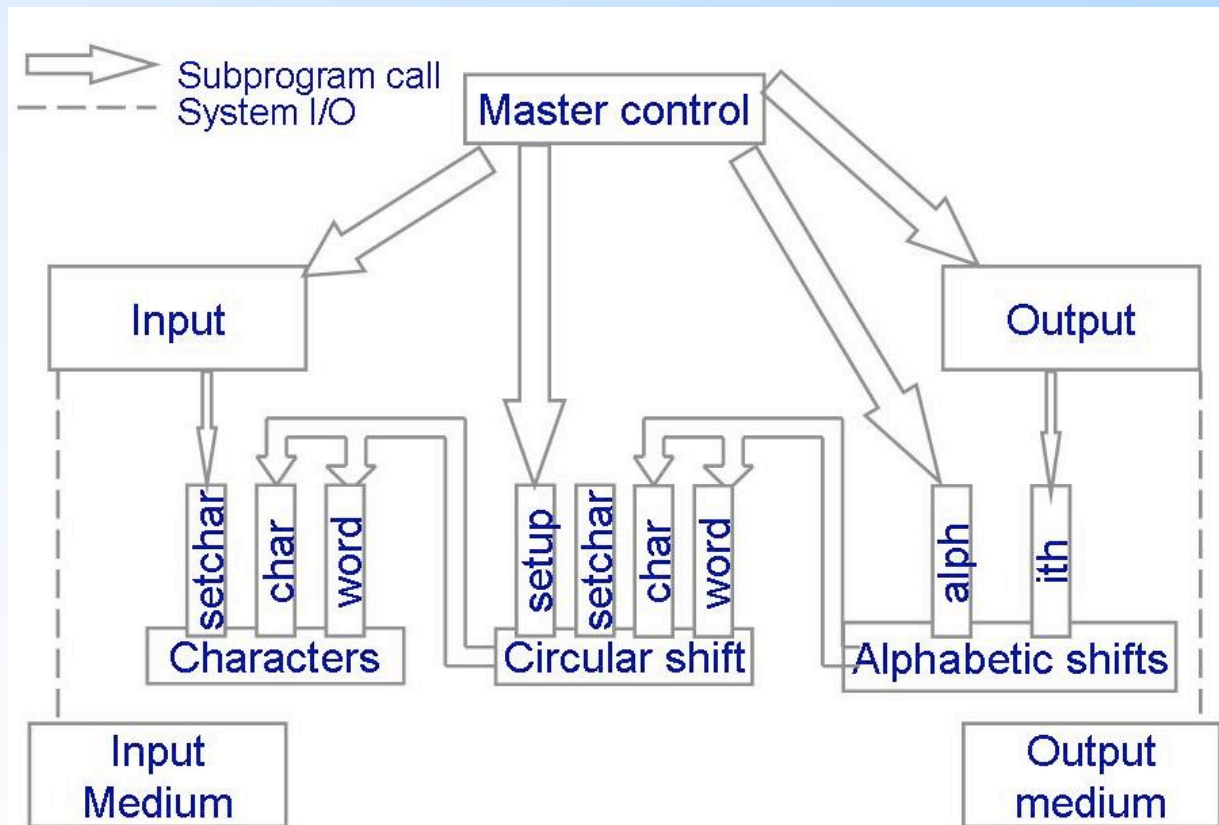 Subprogram call
System I/O
Master control
Input
Output
setchar
char
word
setup
setchar
char
word
alph
ith
Characters
Circular shift
Alphabetic shifts
Input
Medium
Output
medium